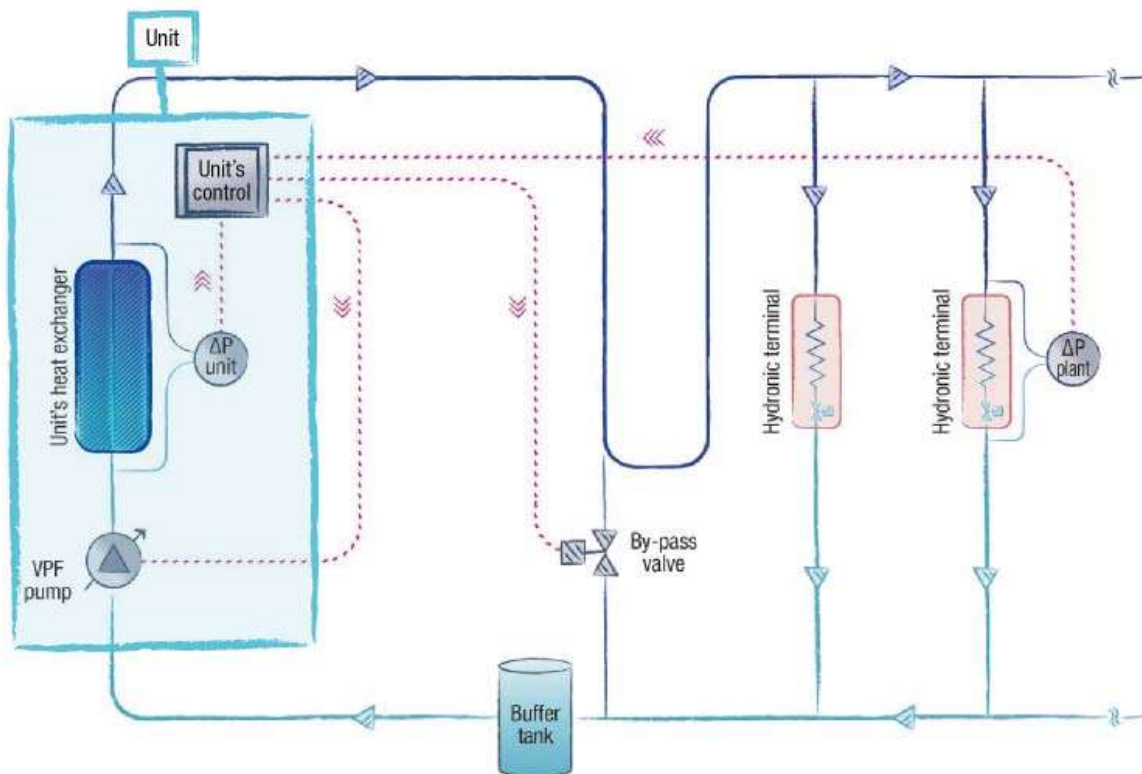 Unit
Unit's
control
Unit's heat exchanger
ΔP
unit
VPF
pump
By-pass
valve
Hydronic terminal
Hydronic terminal
ΔP
plant
Buffer
tank